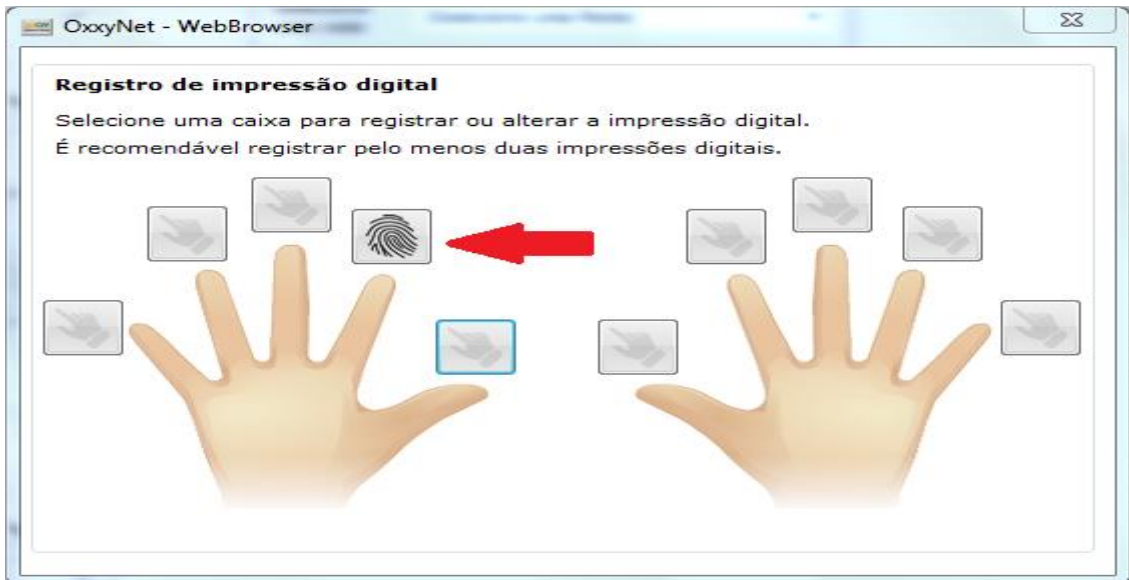 OxxyNet - WebBrowser
Registro de impressão digital
Selecione uma caixa para registrar ou alterar a impressão digital.
É recomendável registrar pelo menos duas impressões digitais.